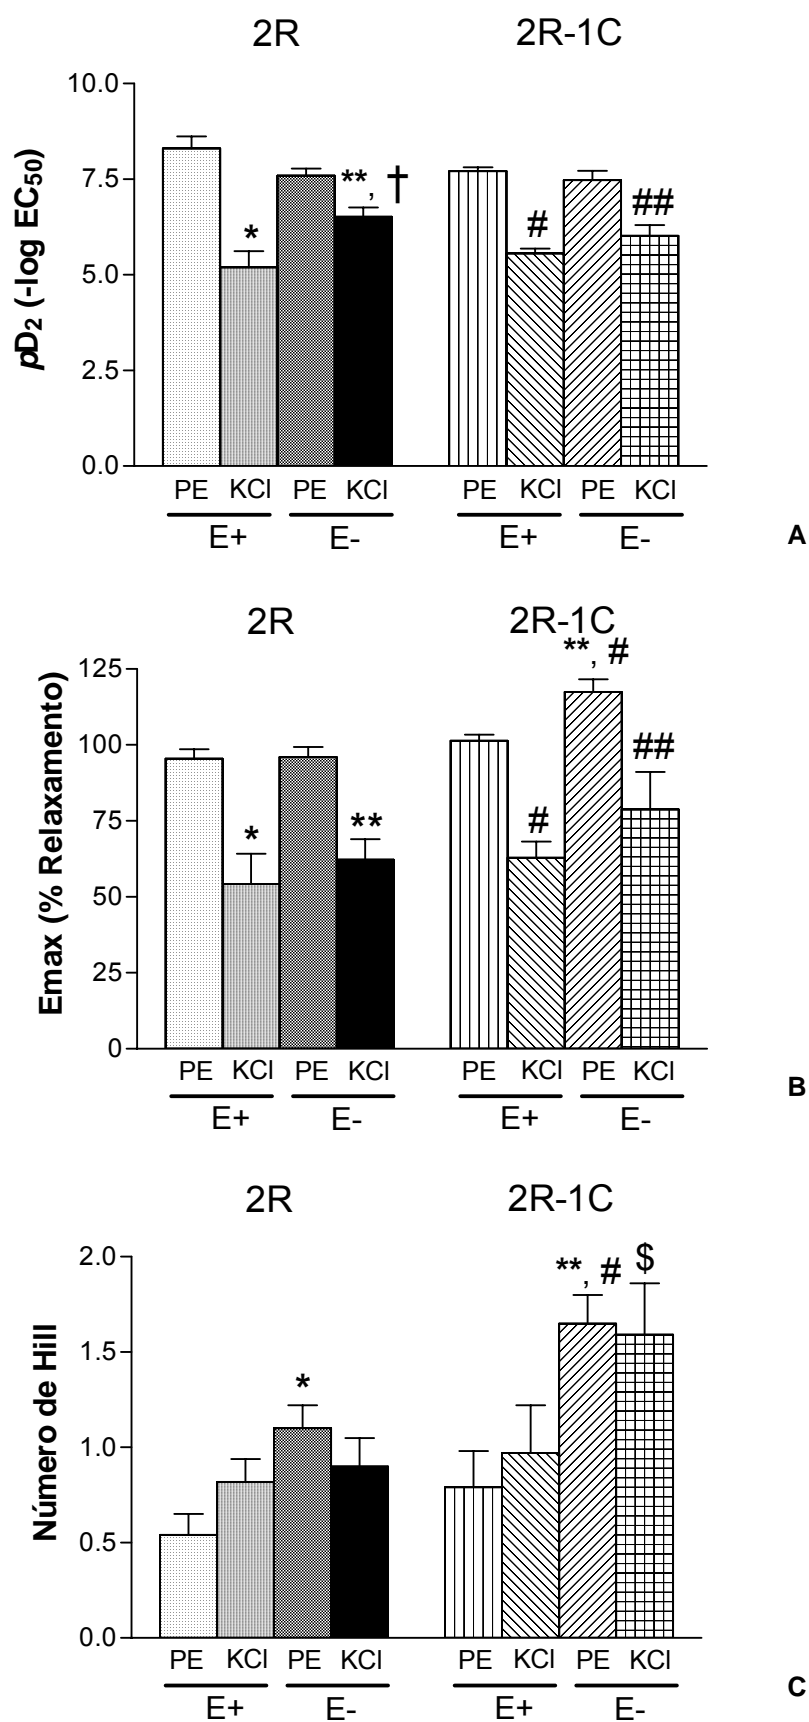 2R 2R-1C
pD2 (-log EC50)
10.0
7.5
5.0
2.5
0.0
* **, † # ##
PE KCl PE KCl PE KCl PE KCl
E+ E- E+ E-
A
2R 2R-1C
Emax (% Relaxamento)
125
100
75
50
25
0
* ** # **, # ##
PE KCl PE KCl PE KCl PE KCl
E+ E- E+ E-
B
2R 2R-1C
Número de Hill
2.0
1.5
1.0
0.5
0.0
* **, # $
PE KCl PE KCl PE KCl PE KCl
E+ E- E+ E-
C